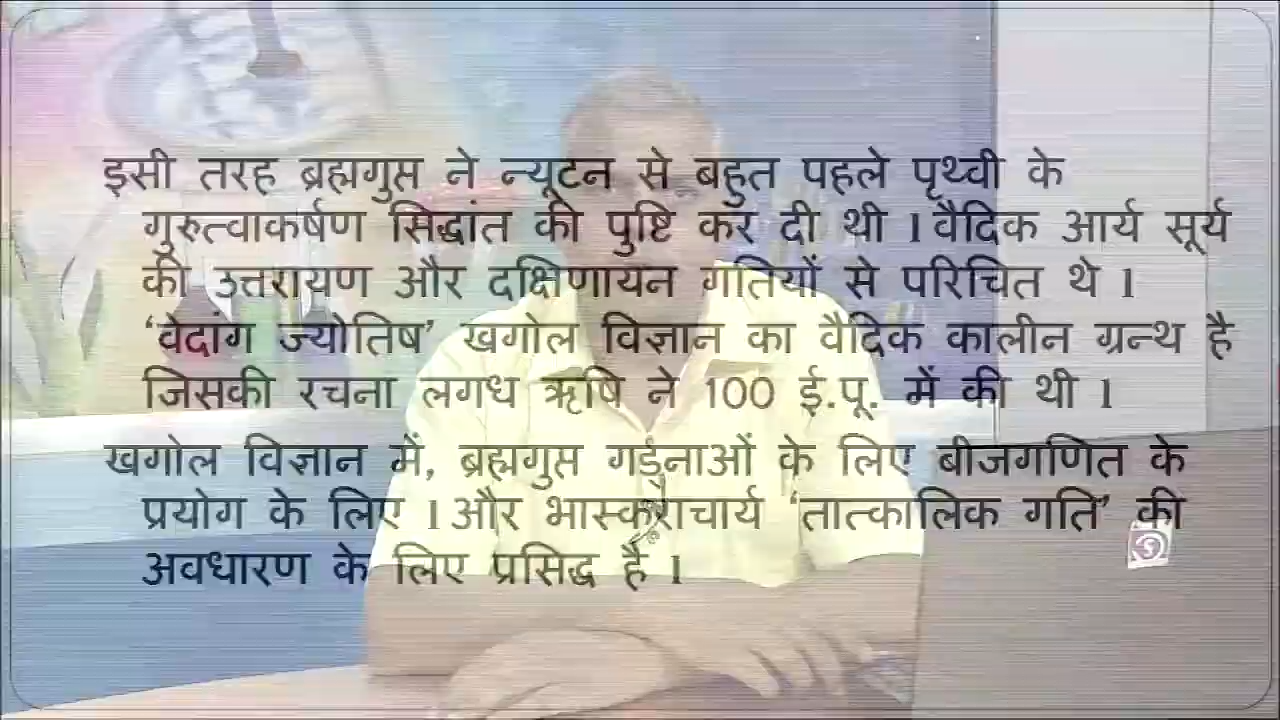 इसी तरह ब्रह्मगुप्त ने न्यूटन से बहुत पहले पृथ्वी के
गुरुत्वाकर्षण सिद्धांत की पुष्टि कर दी थी । वैदिक आर्य सूर्य
की उत्तरायण और दक्षिणायन गतियों से परिचित थे ।
‘वेदांग ज्योतिष’ खगोल विज्ञान का वैदिक कालीन ग्रन्थ है
जिसकी रचना लगध ऋषि ने 100 ई.पू. में की थी ।
खगोल विज्ञान में, ब्रह्मगुप्त गईनाओं के लिए बीजगणित के
प्रयोग के लिए । और भास्कराचार्य ‘तात्कालिक गति’ की
अवधारण के लिए प्रसिद्ध है ।